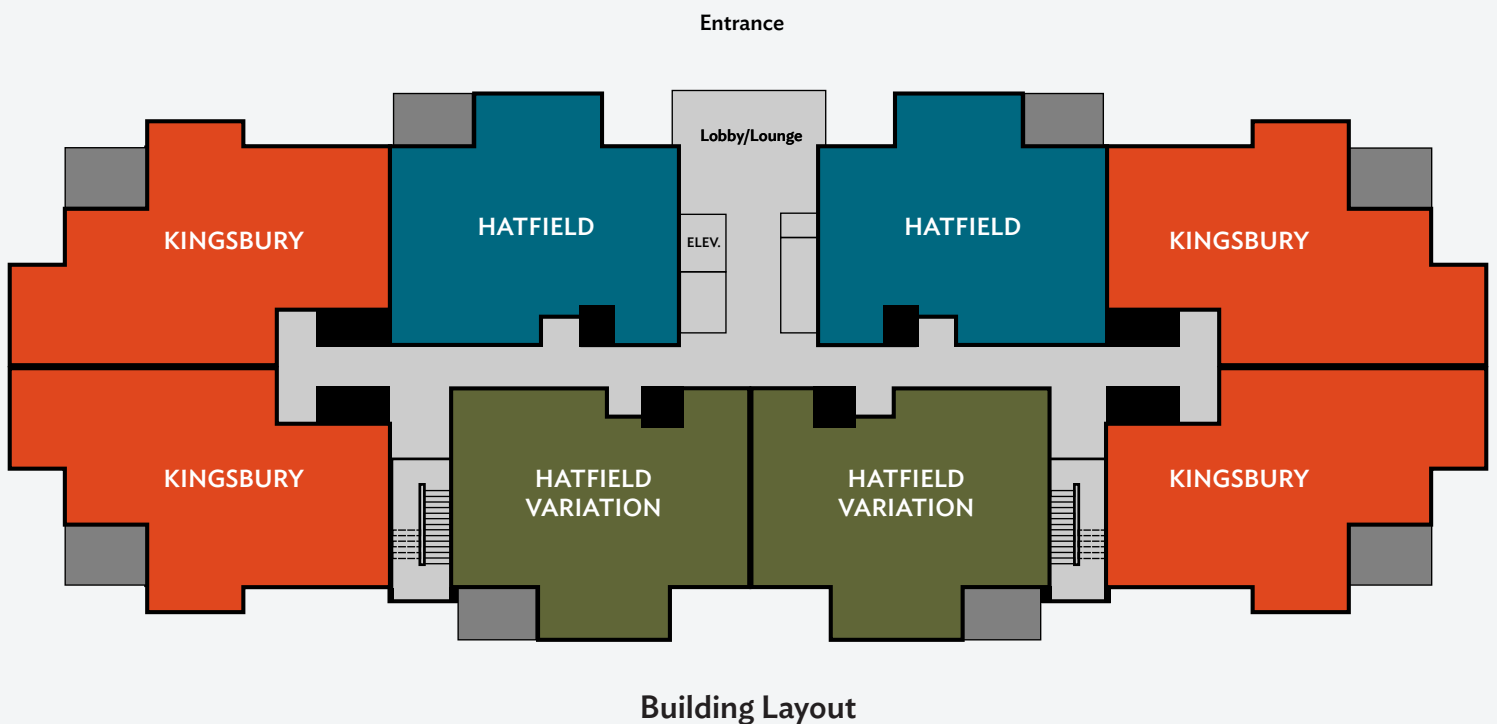 Entrance
Lobby/Lounge
HATFIELD
HATFIELD
KINGSBURY
ELEV.
KINGSBURY
KINGSBURY
HATFIELD
VARIATION
HATFIELD
VARIATION
KINGSBURY
Building Layout